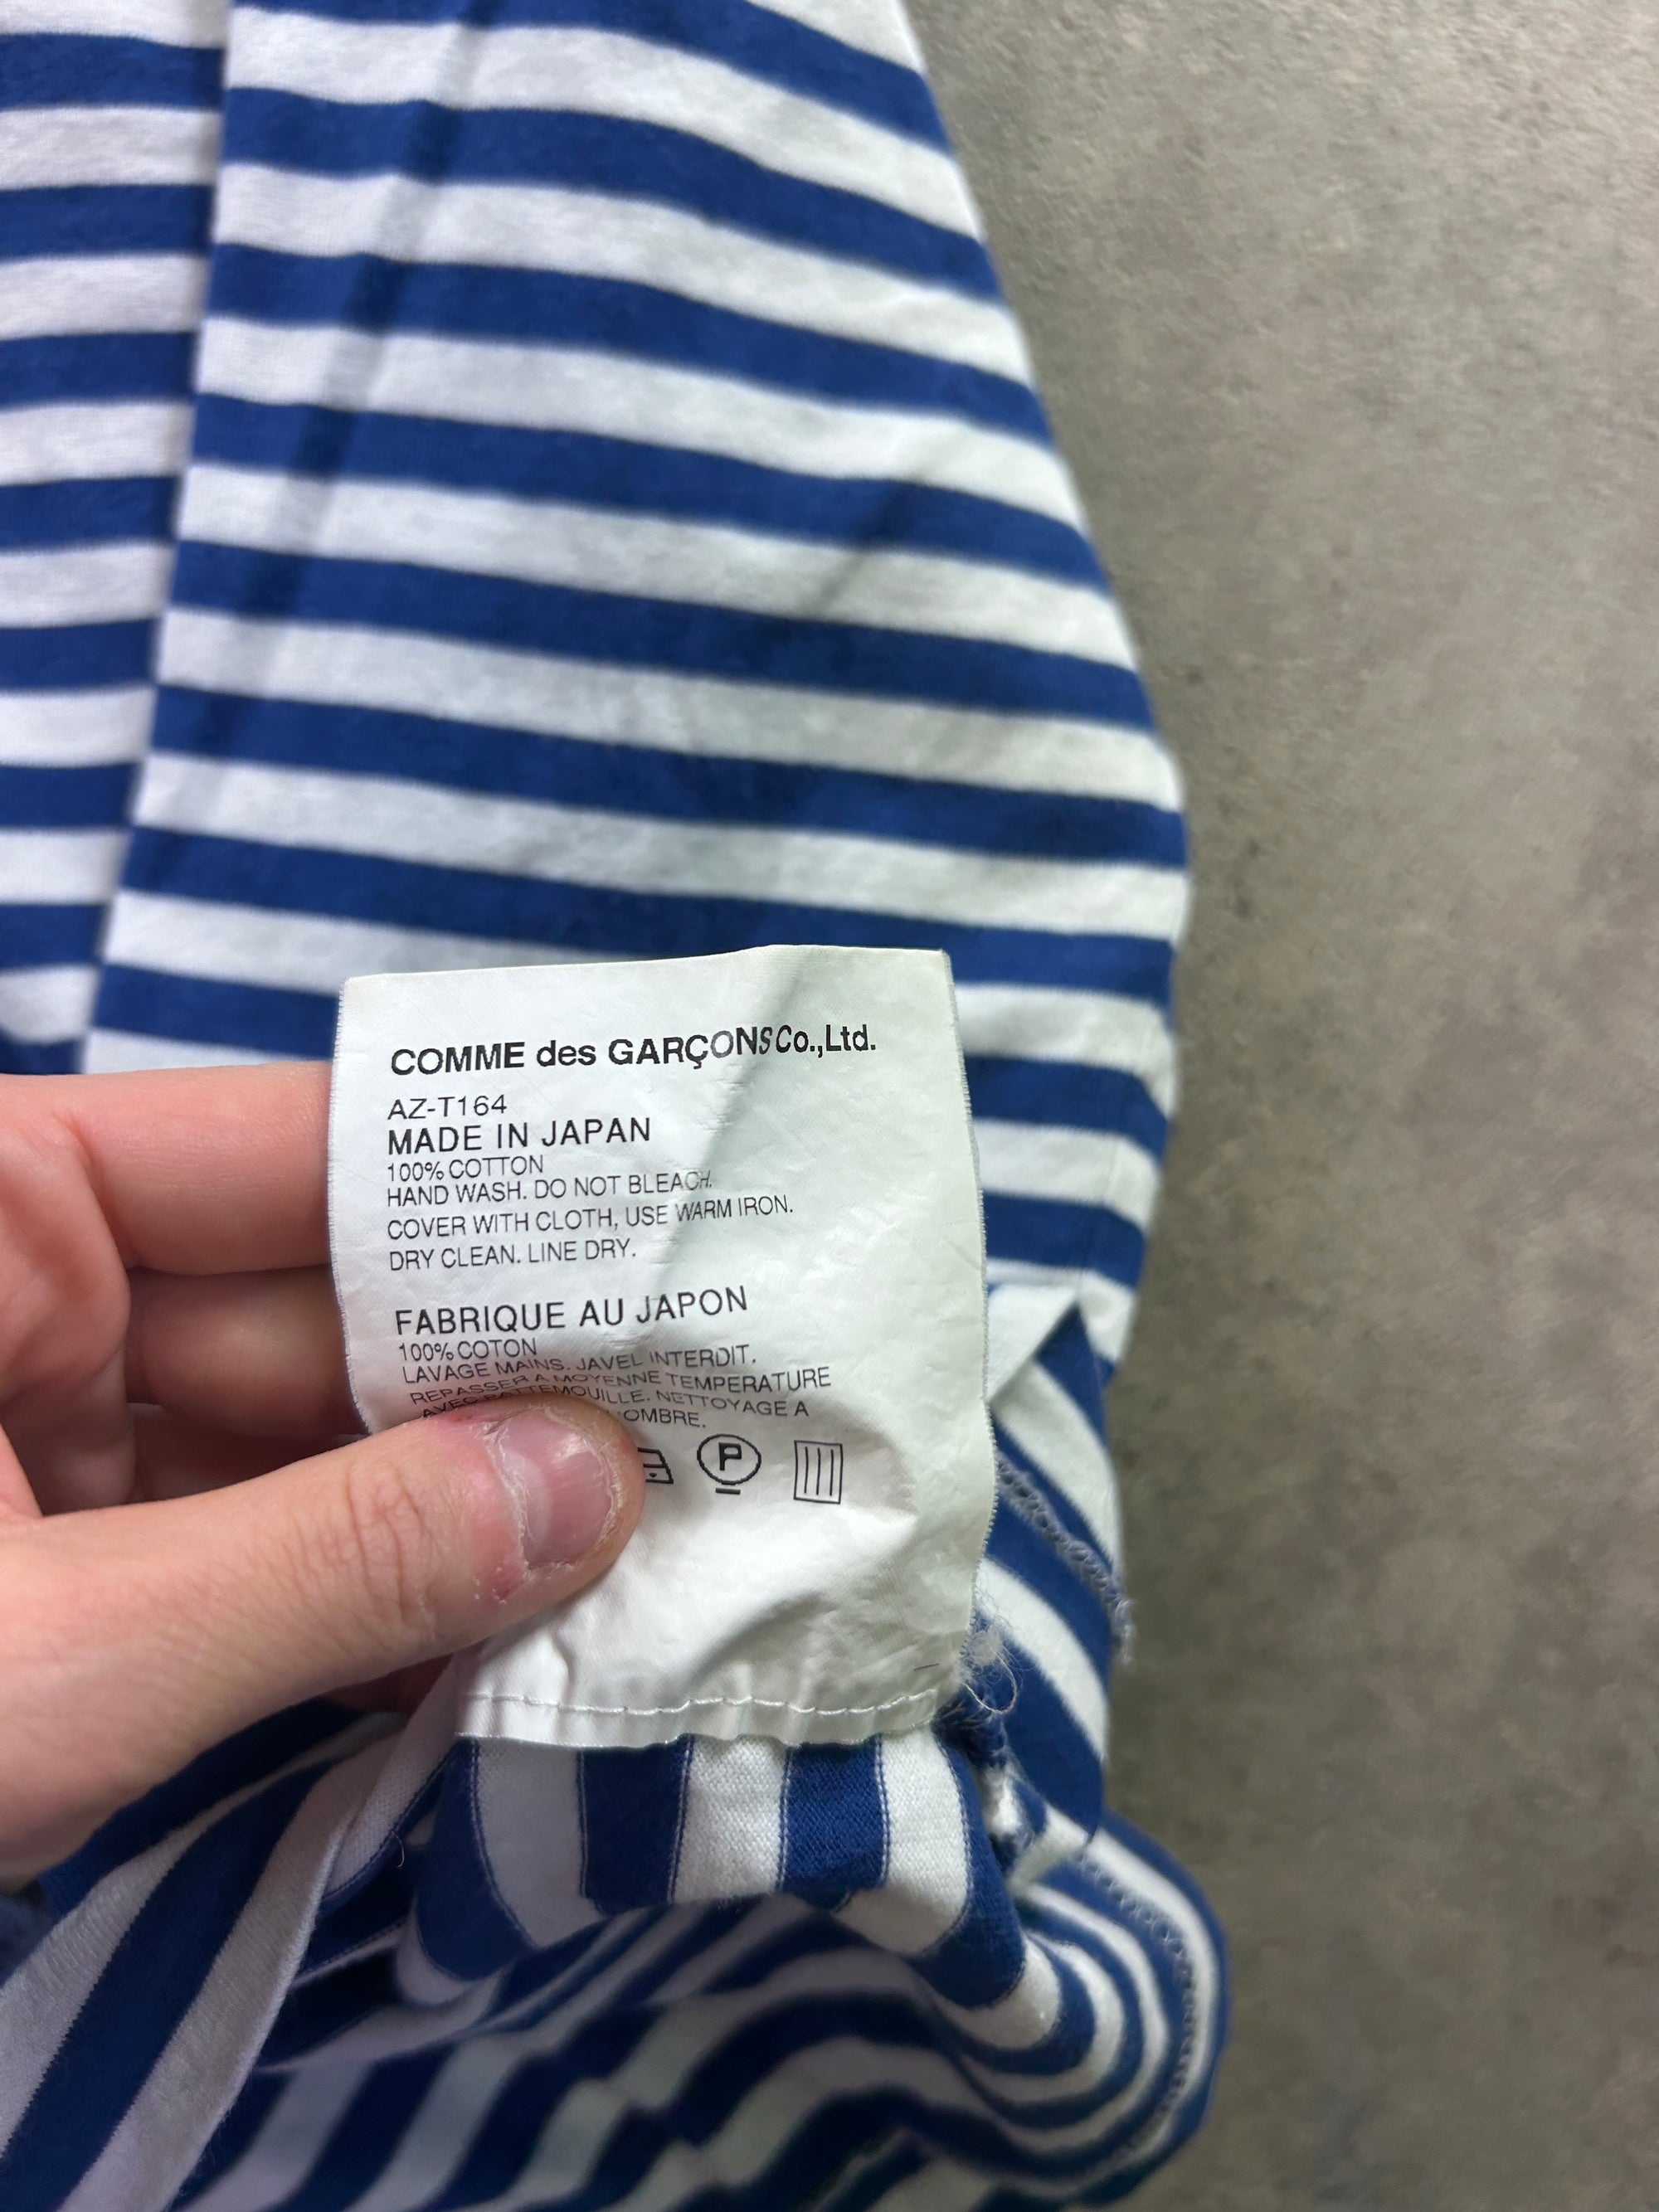 COMME des GARÇONS Co.,Ltd.
AZ-T164
MADE IN JAPAN
100% COTTON
HAND WASH. DO NOT BLEACH.
COVER WITH CLOTH, USE WARM IRON.
DRY CLEAN. LINE DRY.
FABRIQUE AU JAPON
100% COTON
LAVAGE MAINS. JAVEL INTERDIT.
REPASSER A MOYENNE TEMPERATURE
AVEC PATTEMOUILLE. NETTOYAGE A
L'OMBRE.
P